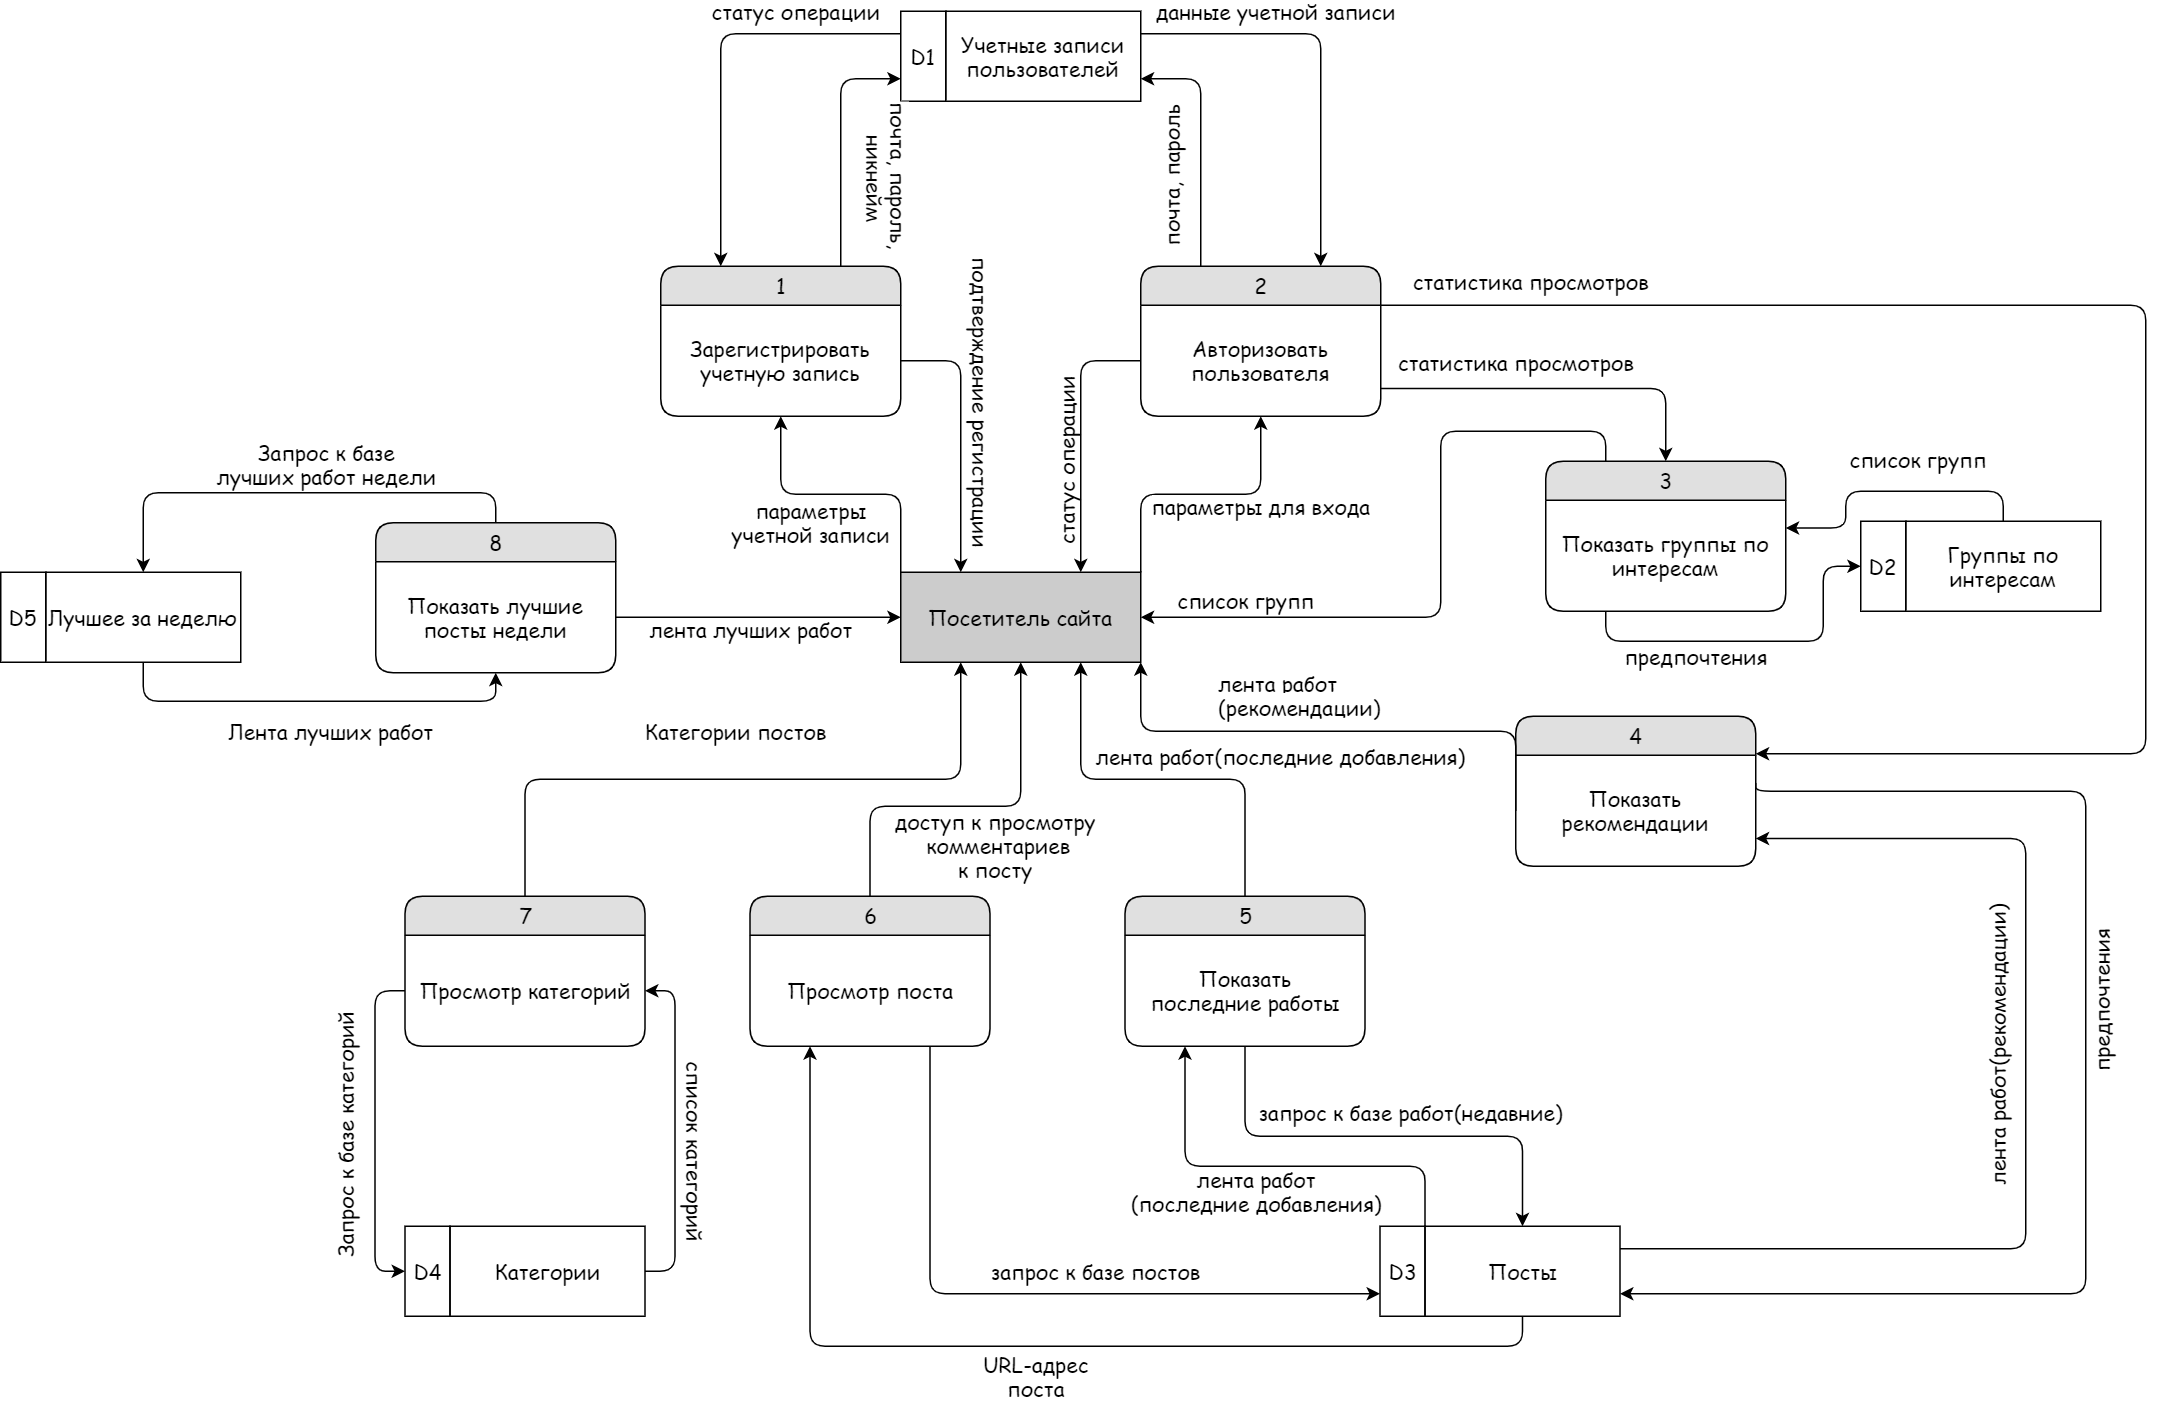 статус операции
данные учетной записи
D1
Учетные записи
пользователей
почта, пароль,
никнейм
почта, пароль
1
Зарегистрировать
учетную запись
подтверждение регистрации
2
Авторизовать
пользователя
статистика просмотров
статистика просмотров
статус операции
параметры
учетной записи
параметры для входа
3
Показать группы по
интересам
список групп
D2
Группы по
интересам
предпочтения
Запрос к базе
лучших работ недели
8
Показать лучшие
посты недели
D5
Лучшее за неделю
лента лучших работ
Посетитель сайта
список групп
Лента лучших работ
Категории постов
лента работ
(рекомендации)
лента работ(последние добавления)
4
Показать
рекомендации
доступ к просмотру
комментариев
к посту
7
Просмотр категорий
6
Просмотр поста
5
Показать
последние работы
лента работ(рекомендации)
предпочтения
Запрос к базе категорий
список категорий
запрос к базе работ(недавние)
лента работ
(последние добавления)
D4
Категории
запрос к базе постов
D3
Посты
URL-адрес
поста